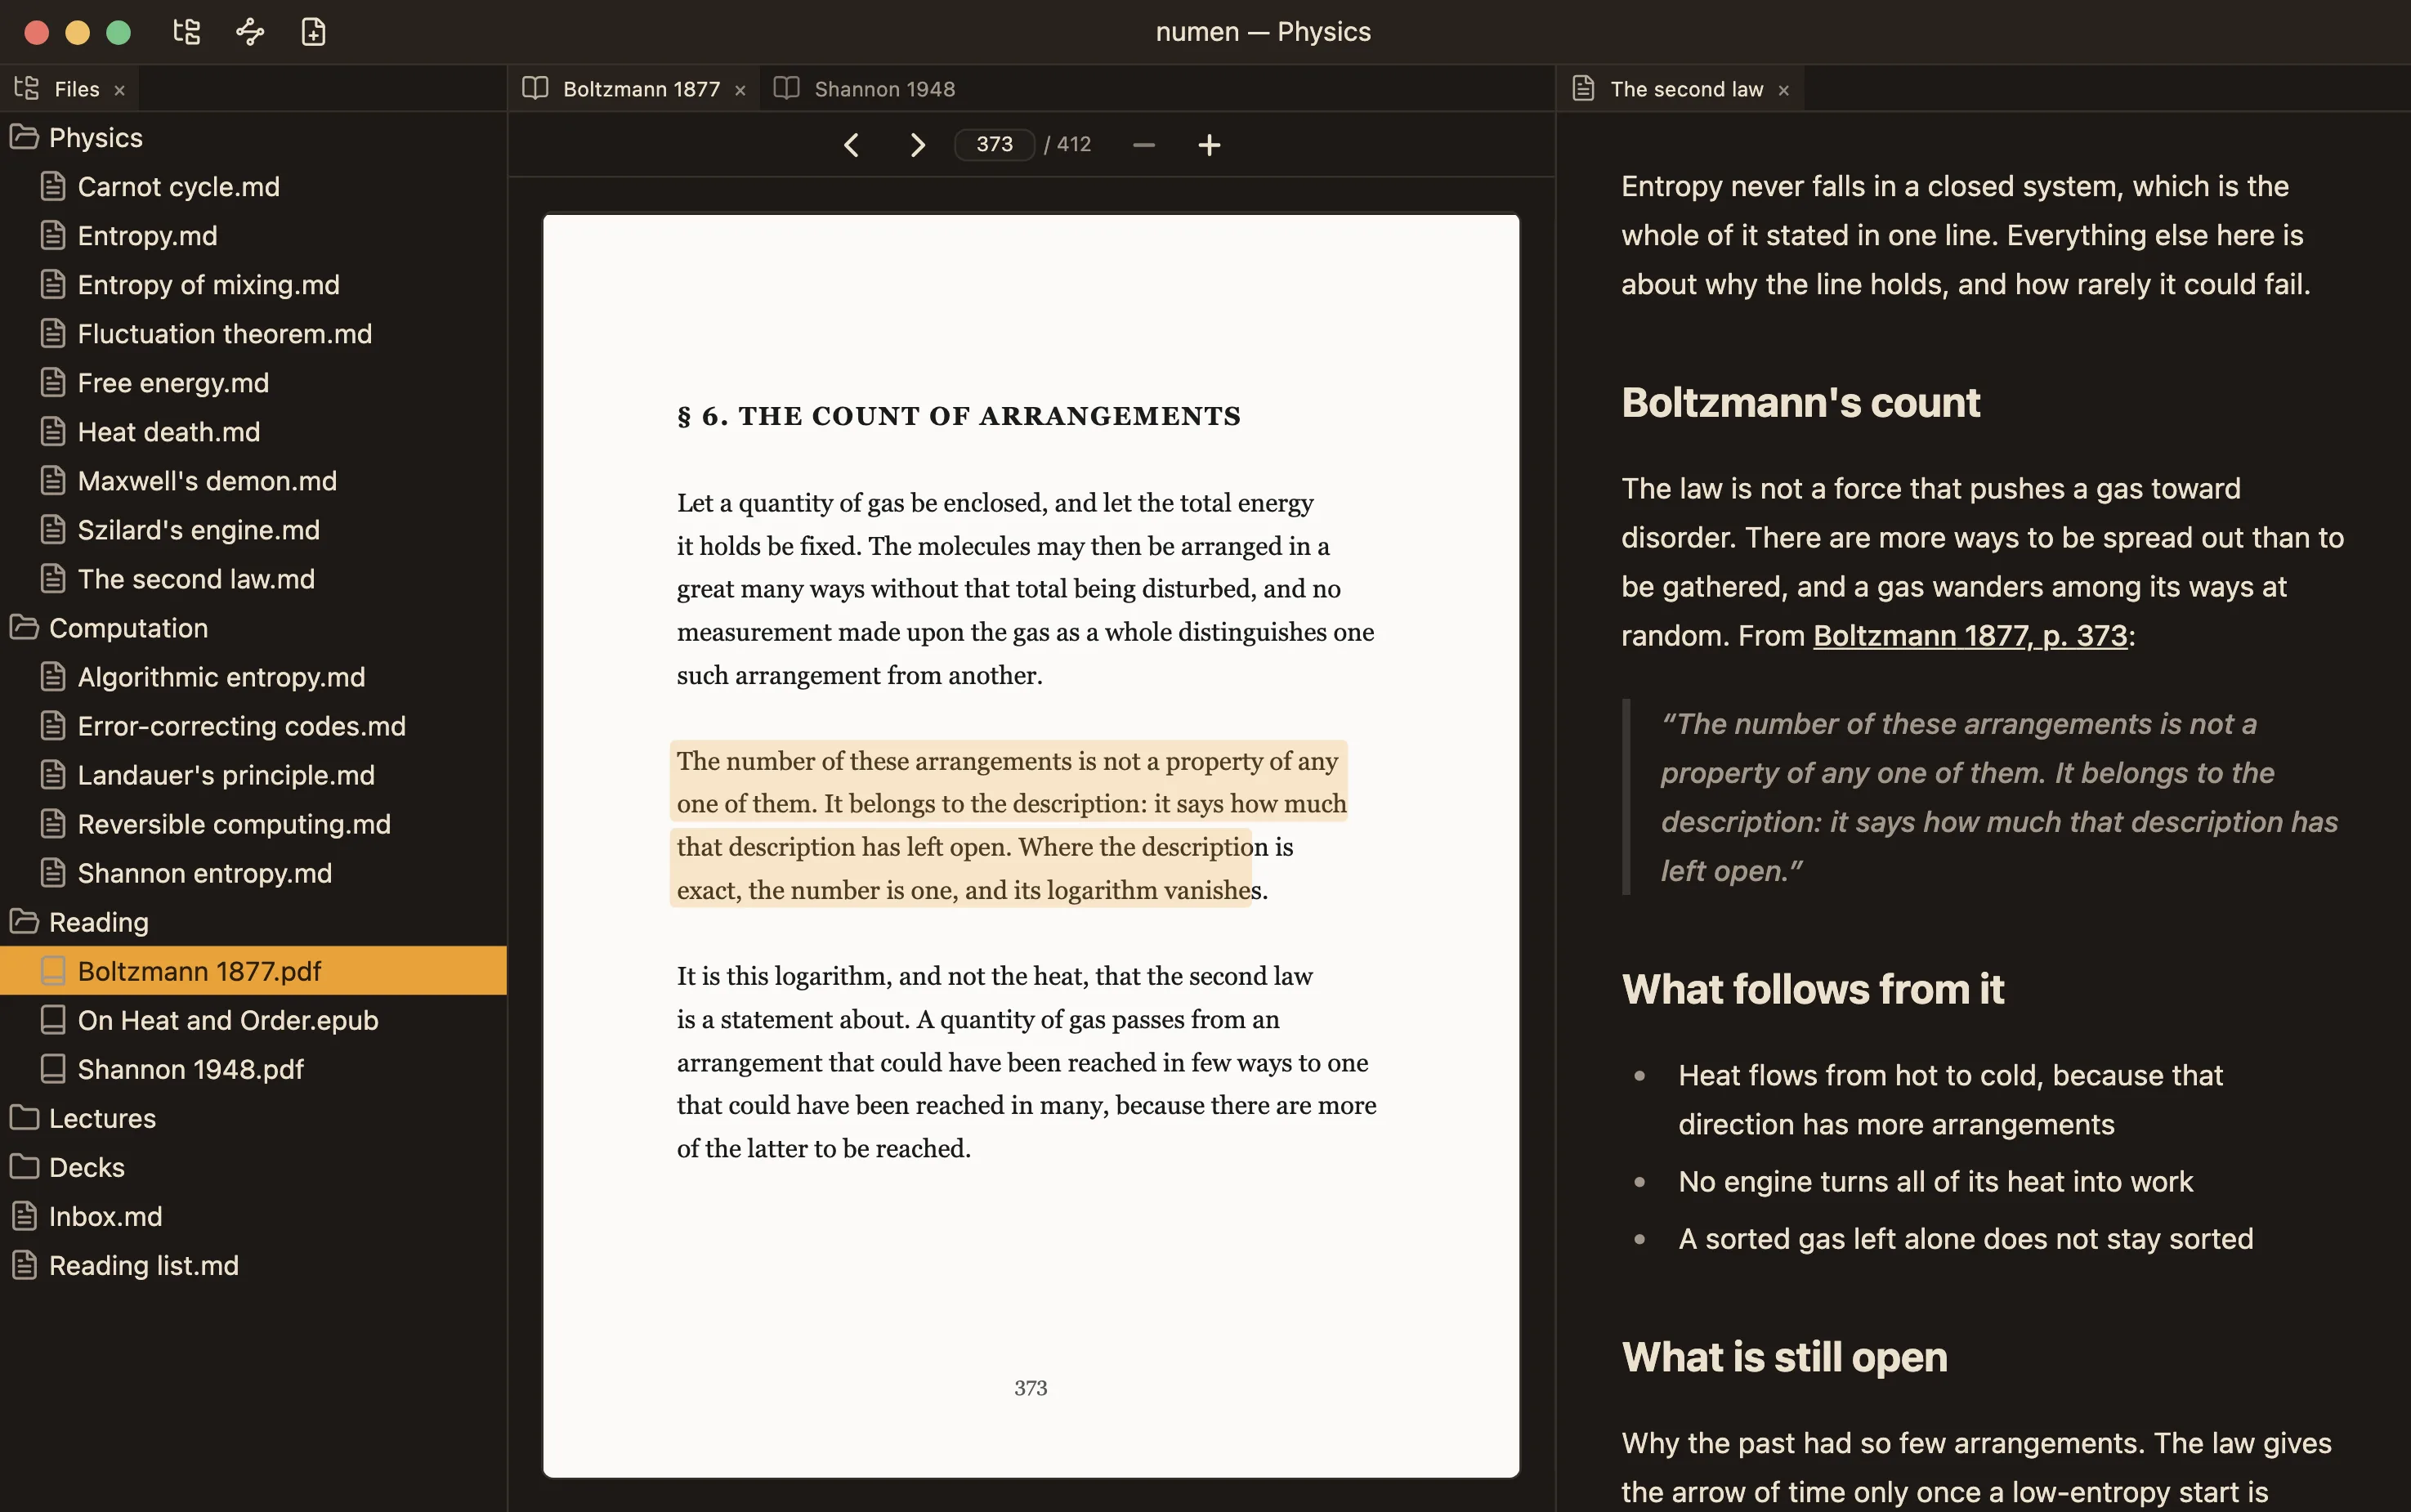 numen — Physics
Files
Physics
Carnot cycle.md
Entropy.md
Entropy of mixing.md
Fluctuation theorem.md
Free energy.md
Heat death.md
Maxwell's demon.md
Szilard's engine.md
The second law.md
Computation
Algorithmic entropy.md
Error-correcting codes.md
Landauer's principle.md
Reversible computing.md
Shannon entropy.md
Reading
Boltzmann 1877.pdf
On Heat and Order.epub
Shannon 1948.pdf
Lectures
Decks
Inbox.md
Reading list.md
Boltzmann 1877
Shannon 1948
373 / 412
§ 6. THE COUNT OF ARRANGEMENTS
Let a quantity of gas be enclosed, and let the total energy
it holds be fixed. The molecules may then be arranged in a
great many ways without that total being disturbed, and no
measurement made upon the gas as a whole distinguishes one
such arrangement from another.
The number of these arrangements is not a property of any
one of them. It belongs to the description: it says how much
that description has left open. Where the description is
exact, the number is one, and its logarithm vanishes.
It is this logarithm, and not the heat, that the second law
is a statement about. A quantity of gas passes from an
arrangement that could have been reached in few ways to one
that could have been reached in many, because there are more
of the latter to be reached.
373
The second law
Entropy never falls in a closed system, which is the
whole of it stated in one line. Everything else here is
about why the line holds, and how rarely it could fail.
Boltzmann's count
The law is not a force that pushes a gas toward
disorder. There are more ways to be spread out than to
be gathered, and a gas wanders among its ways at
random. From Boltzmann 1877, p. 373:
“The number of these arrangements is not a
property of any one of them. It belongs to the
description: it says how much that description has
left open.”
What follows from it
Heat flows from hot to cold, because that
direction has more arrangements
No engine turns all of its heat into work
A sorted gas left alone does not stay sorted
What is still open
Why the past had so few arrangements. The law gives
the arrow of time only once a low-entropy start is